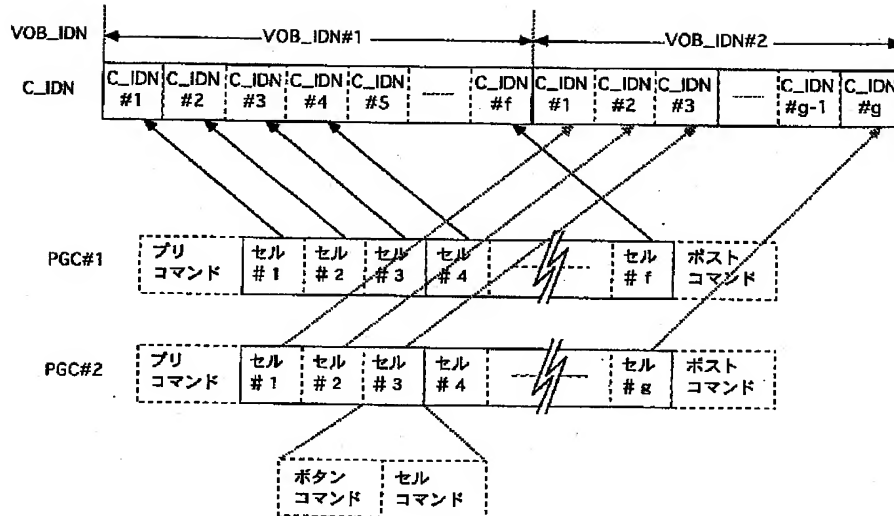 VOB_IDN VOB_IDN#1 VOB_IDN#2
C_IDN C_IDN #1 C_IDN #2 C_IDN #3 C_IDN #4 C_IDN #5 C_IDN #f C_IDN #1 C_IDN #2 C_IDN #3 C_IDN #g-1 C_IDN #g
PGC#1 プリ コマンド セル #1 セル #2 セル #3 セル #4 セル #f ポスト コマンド
PGC#2 プリ コマンド セル #1 セル #2 セル #3 セル #4 セル #g ポスト コマンド
ボタン コマンド セル コマンド